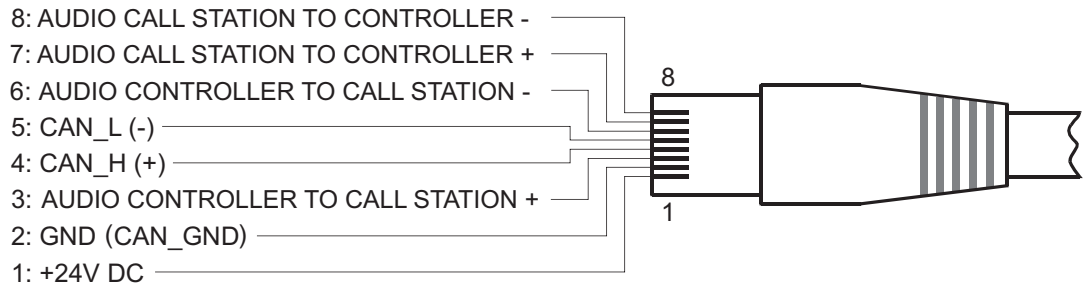 8: AUDIO CALL STATION TO CONTROLLER -
7: AUDIO CALL STATION TO CONTROLLER +
6: AUDIO CONTROLLER TO CALL STATION -
5: CAN_L (-)
4: CAN_H (+)
3: AUDIO CONTROLLER TO CALL STATION +
2: GND (CAN_GND)
1: +24V DC
8
1